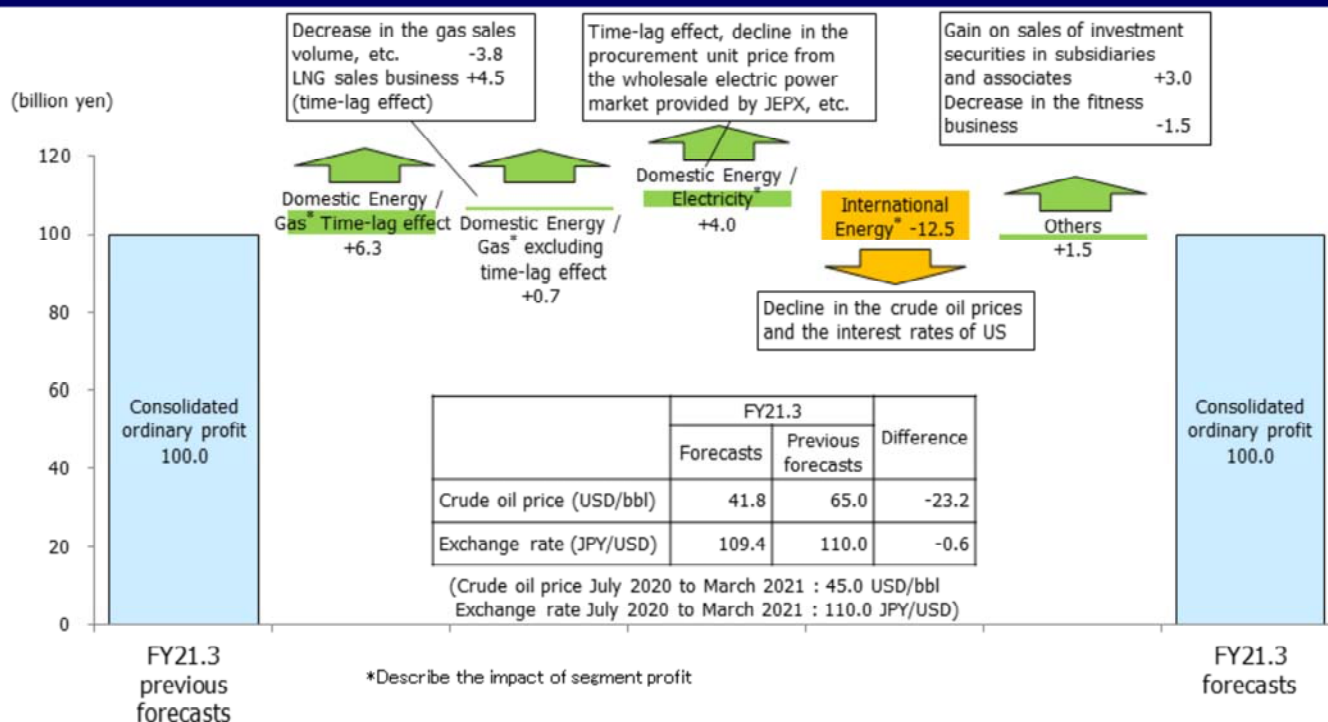 Decrease in the gas sales
volume, etc. -3.8
LNG sales business +4.5
(time-lag effect)
Time-lag effect, decline in the
procurement unit price from
the wholesale electric power
market provided by JEPX, etc.
Gain on sales of investment
securities in subsidiaries
and associates +3.0
Decrease in the fitness
business -1.5
(billion yen)
120
100
80
60
40
20
0
Domestic Energy /
Gas* Time-lag effect
+6.3
Domestic Energy /
Gas* excluding
time-lag effect
+0.7
Domestic Energy /
Electricity*
+4.0
International
Energy* -12.5
Others
+1.5
Decline in the crude oil prices
and the interest rates of US
Consolidated
ordinary profit
100.0
FY21.3
Forecasts Previous forecasts Difference
Crude oil price (USD/bbl) 41.8 65.0 -23.2
Exchange rate (JPY/USD) 109.4 110.0 -0.6
(Crude oil price July 2020 to March 2021 : 45.0 USD/bbl
Exchange rate July 2020 to March 2021 : 110.0 JPY/USD)
Consolidated
ordinary profit
100.0
FY21.3
previous
forecasts
*Describe the impact of segment profit
FY21.3
forecasts